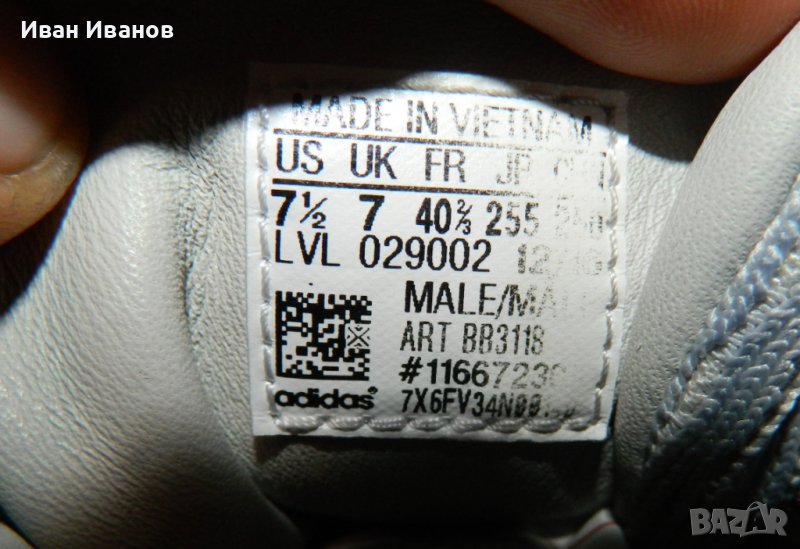 Иван Иванов
MADE IN VIETNAM
US UK FR JP
7½ 7 40⅔ 255
LVL 029002
MALE/
ART BB3118
adidas
BAZAR